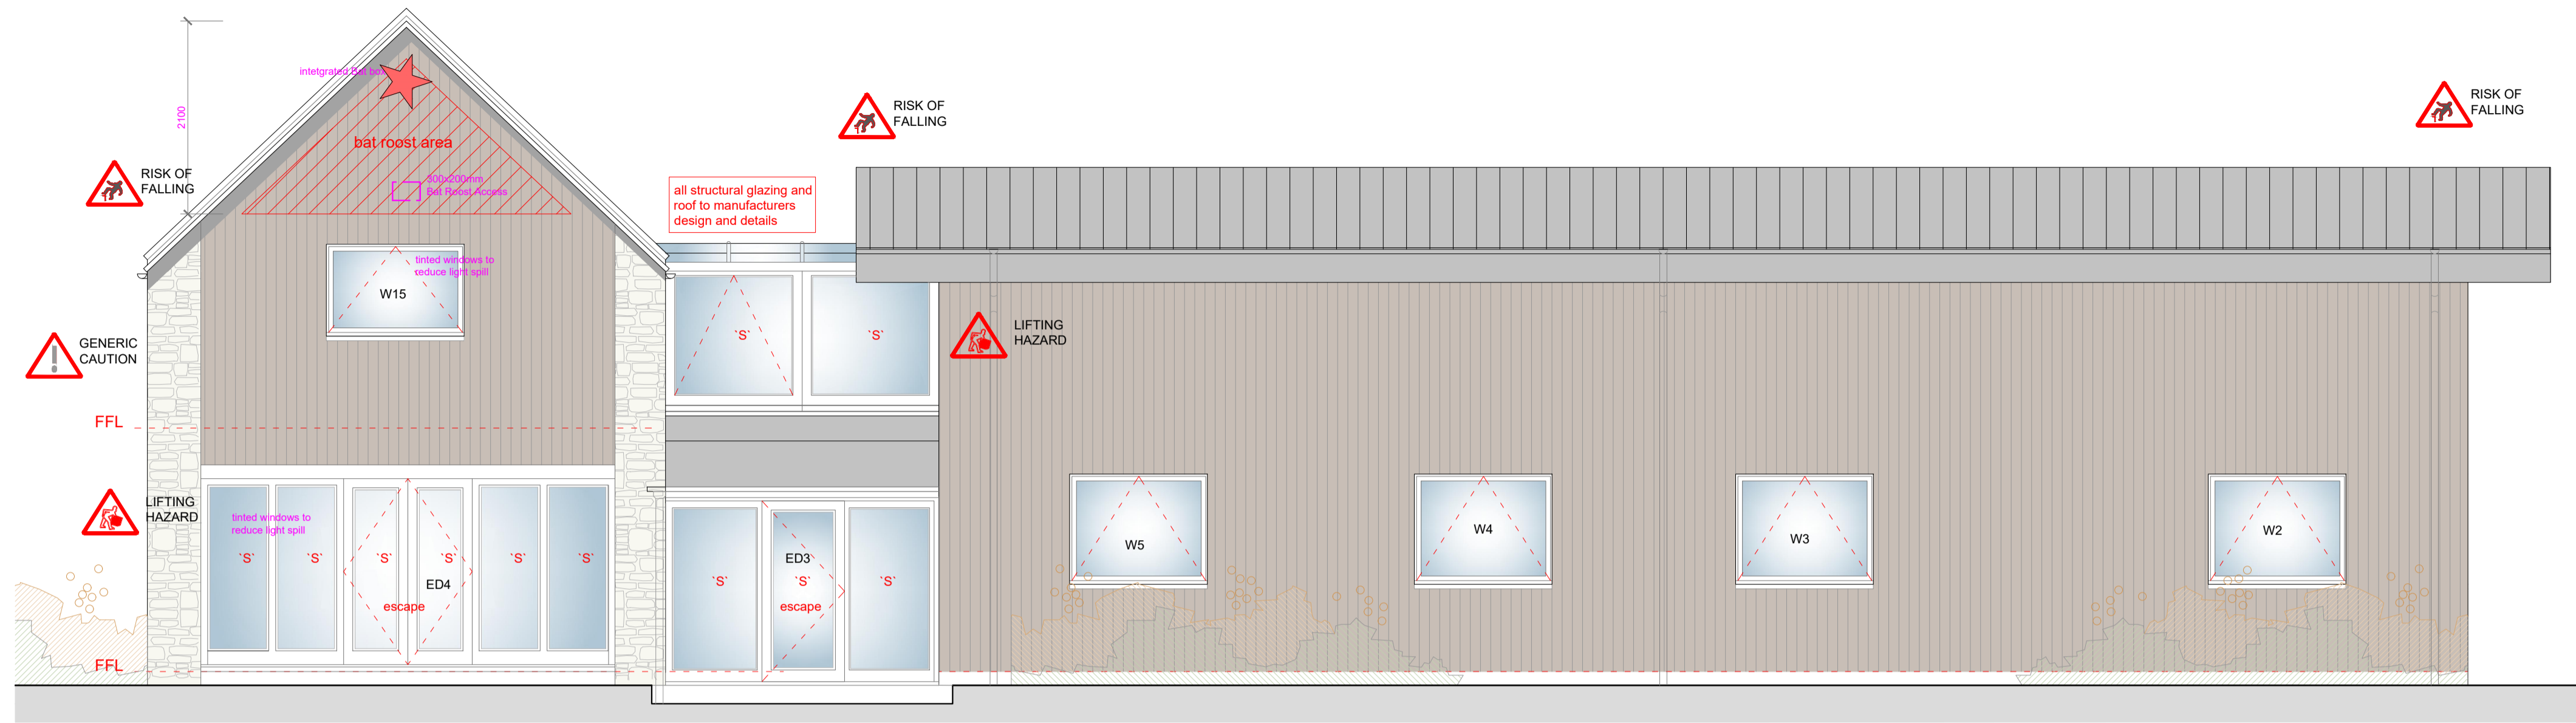 intetgrated Bat box
2100
bat roost area
300x200mm
Bat Roost Access
RISK OF
FALLING
RISK OF
FALLING
RISK OF
FALLING
all structural glazing and
roof to manufacturers
design and details
tinted windows to
reduce light spill
W15
`S`
`S`
GENERIC
CAUTION
LIFTING
HAZARD
FFL
LIFTING
HAZARD
tinted windows to
reduce light spill
`S`
`S`
`S`
`S`
`S`
`S`
ED4
escape
ED3
`S`
`S`
`S`
escape
W5
W4
W3
W2
FFL